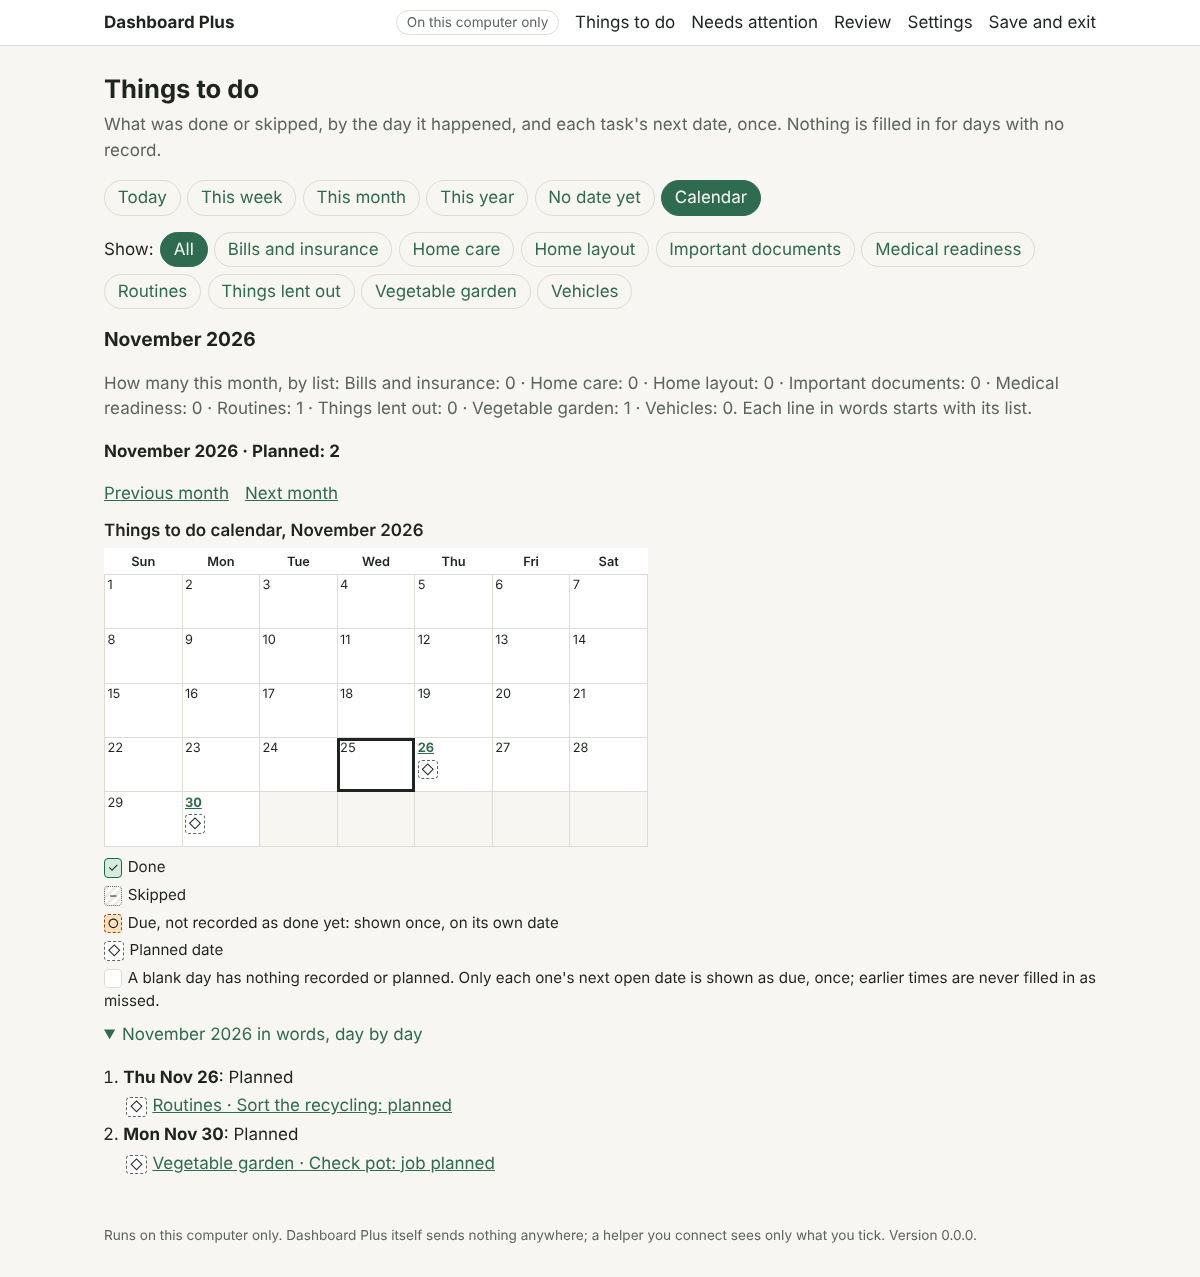 Dashboard Plus
On this computer only
Things to do
Needs attention
Review
Settings
Save and exit
Things to do
What was done or skipped, by the day it happened, and each task's next date, once. Nothing is filled in for days with no
record.
Today
This week
This month
This year
No date yet
Calendar
Show:
All
Bills and insurance
Home care
Home layout
Important documents
Medical readiness
Routines
Things lent out
Vegetable garden
Vehicles
November 2026
How many this month, by list: Bills and insurance: 0 · Home care: 0 · Home layout: 0 · Important documents: 0 · Medical
readiness: 0 · Routines: 1 · Things lent out: 0 · Vegetable garden: 1 · Vehicles: 0. Each line in words starts with its list.
November 2026 · Planned: 2
Previous month
Next month
Things to do calendar, November 2026
Sun Mon Tue Wed Thu Fri Sat
1 2 3 4 5 6 7
8 9 10 11 12 13 14
15 16 17 18 19 20 21
22 23 24 25 26 27 28
29 30
Done
Skipped
Due, not recorded as done yet: shown once, on its own date
Planned date
A blank day has nothing recorded or planned. Only each one's next open date is shown as due, once; earlier times are never filled in as
missed.
November 2026 in words, day by day
1. Thu Nov 26: Planned
Routines · Sort the recycling: planned
2. Mon Nov 30: Planned
Vegetable garden · Check pot: job planned
Runs on this computer only. Dashboard Plus itself sends nothing anywhere; a helper you connect sees only what you tick. Version 0.0.0.